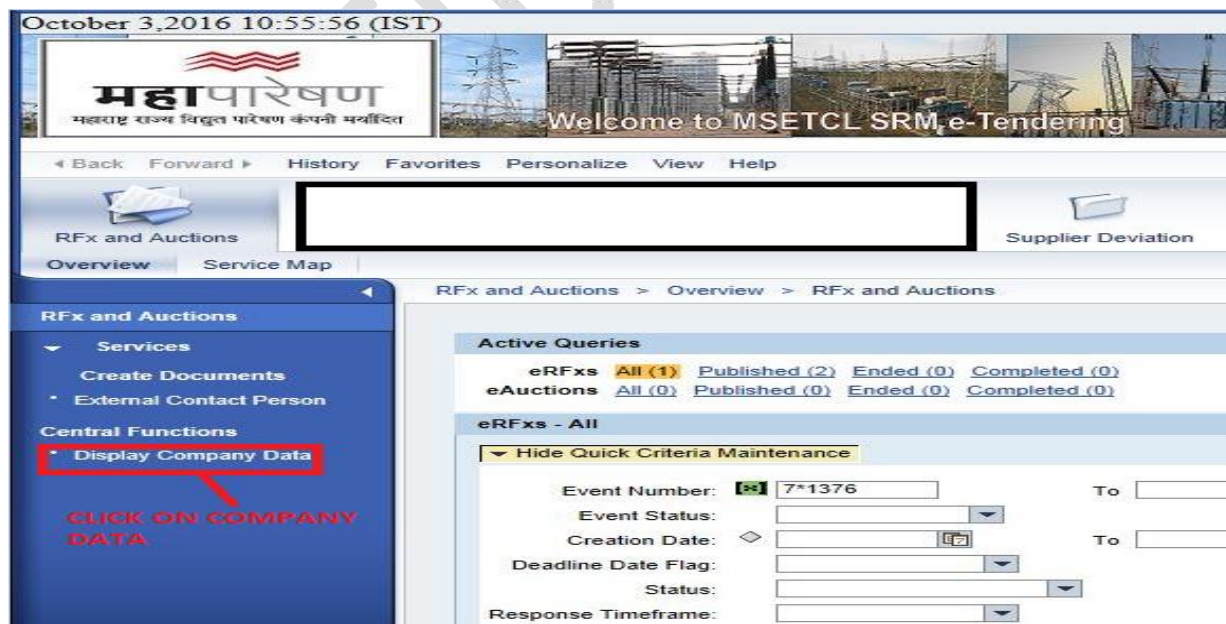 October 3,2016 10:55:56 (IST)
महापारेषण
महाराष्ट्र राज्य विद्युत पारेषण कंपनी मर्यादित
Welcome to MSETCL SRM e-Tendering
Back Forward History Favorites Personalize View Help
RFx and Auctions
Supplier Deviation
Overview Service Map
RFx and Auctions > Overview > RFx and Auctions
RFx and Auctions
Services
Create Documents
External Contact Person
Central Functions
Display Company Data
CLICK ON COMPANY
DATA
Active Queries
eRFxs All (1) Published (2) Ended (0) Completed (0)
eAuctions All (0) Published (0) Ended (0) Completed (0)
eRFxs - All
Hide Quick Criteria Maintenance
Event Number: 7*1376 To
Event Status:
Creation Date: To
Deadline Date Flag:
Status:
Response Timeframe: